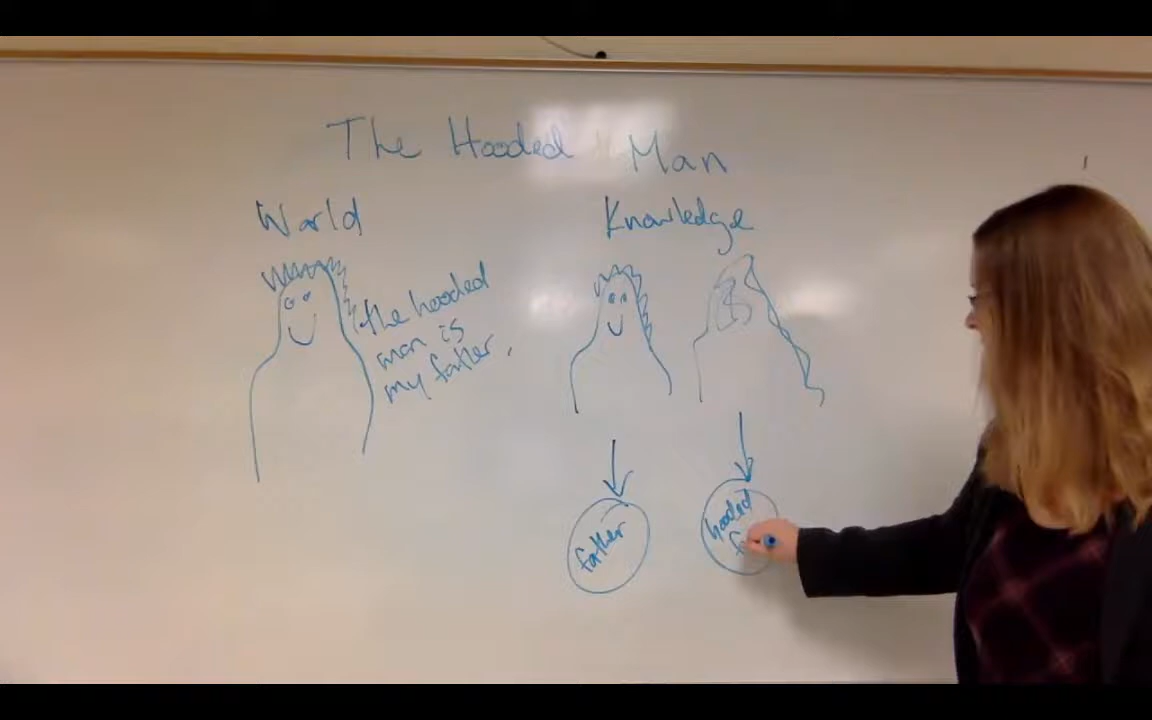 The Hooded Man
World
Knowledge
the hooded
man is
my father.
father
hooded